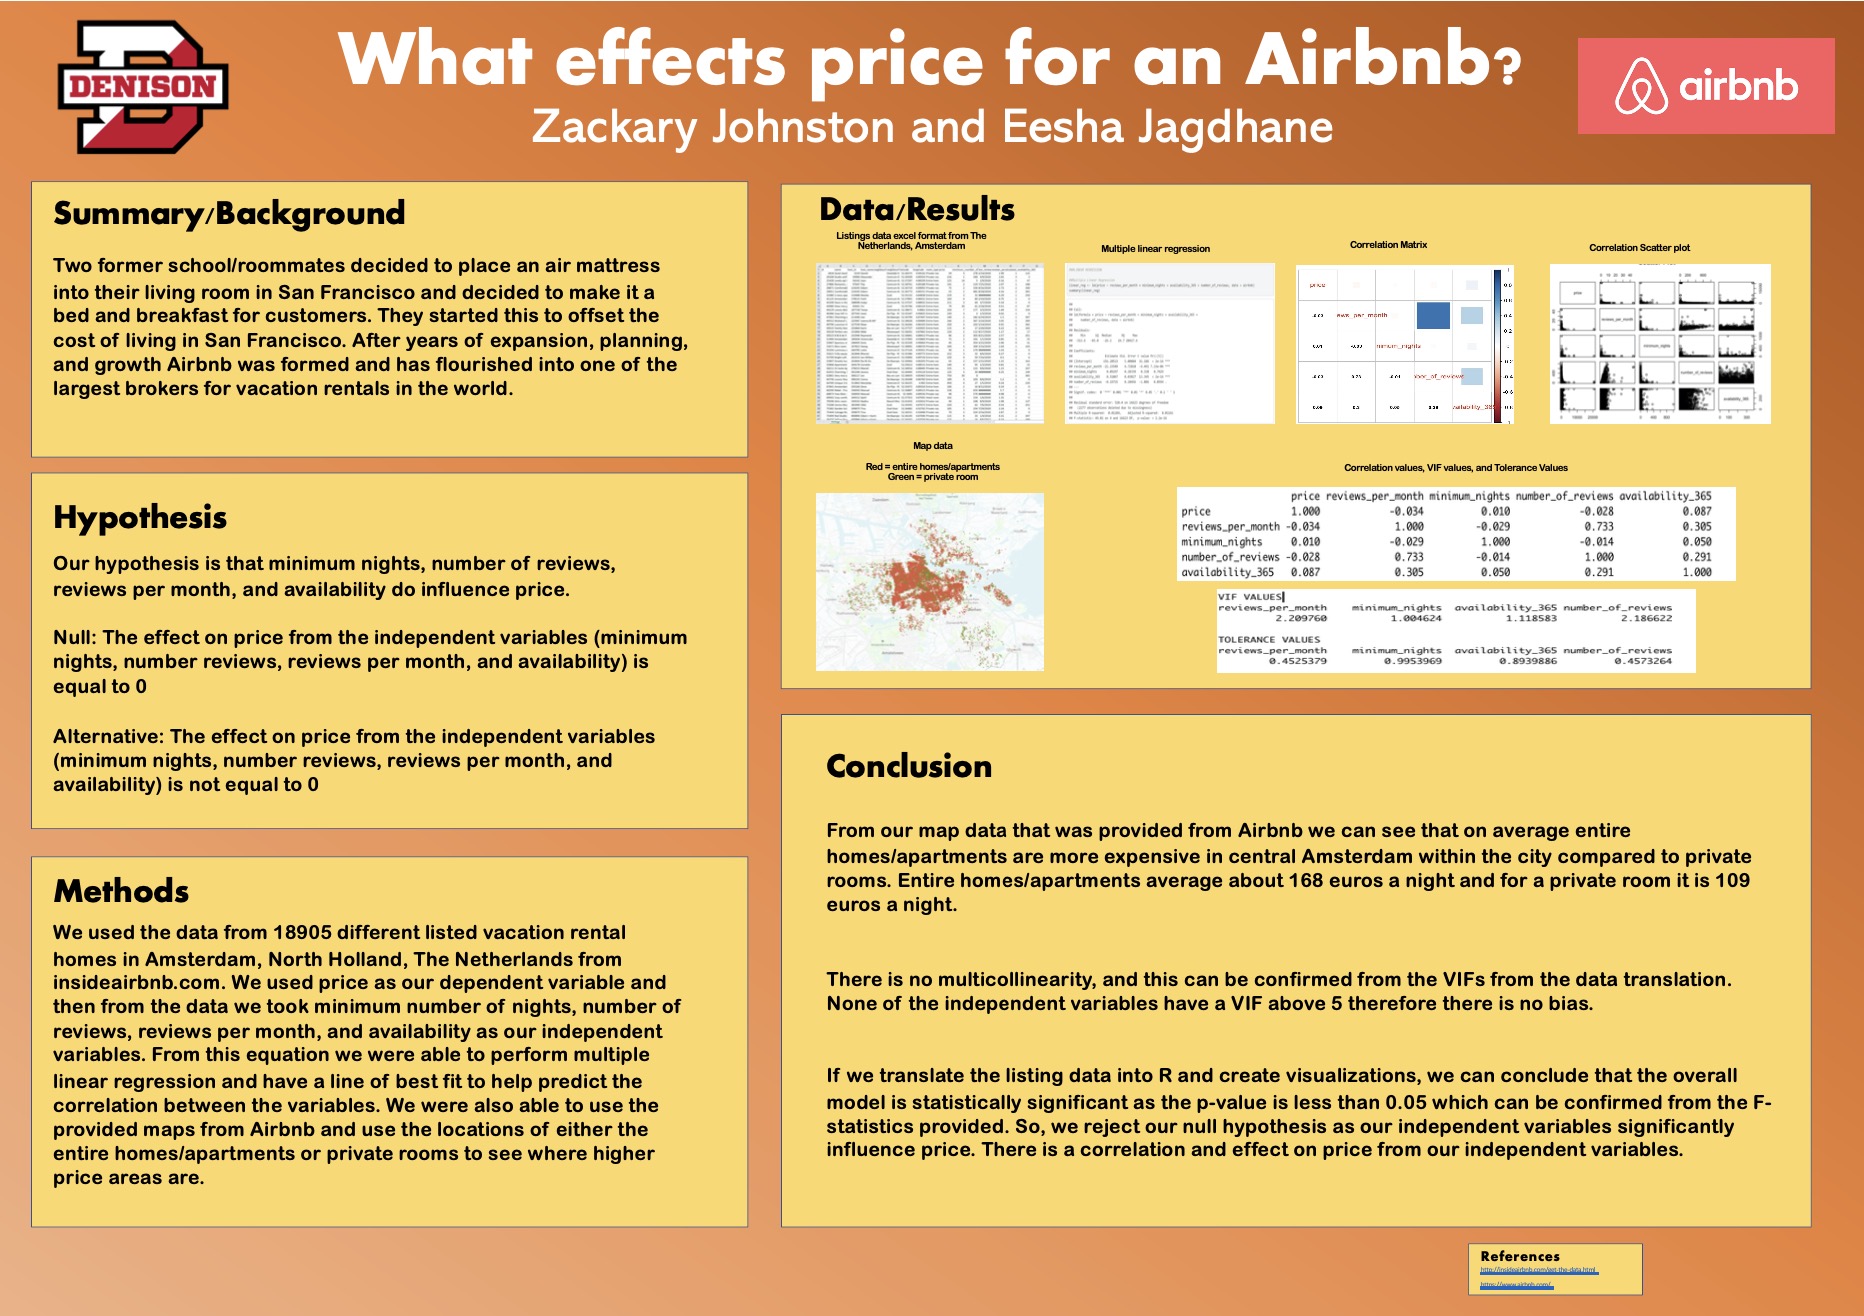 DENISON
What effects price for an Airbnb?
Zackary Johnston and Eesha Jagdhane
airbnb
Summary/Background
Two former school/roommates decided to place an air mattress
into their living room in San Francisco and decided to make it a
bed and breakfast for customers. They started this to offset the
cost of living in San Francisco. After years of expansion, planning,
and growth Airbnb was formed and has flourished into one of the
largest brokers for vacation rentals in the world.
Hypothesis
Our hypothesis is that minimum nights, number of reviews,
reviews per month, and availability do influence price.
Null: The effect on price from the independent variables (minimum
nights, number reviews, reviews per month, and availability) is
equal to 0
Alternative: The effect on price from the independent variables
(minimum nights, number reviews, reviews per month, and
availability) is not equal to 0
Methods
We used the data from 18905 different listed vacation rental
homes in Amsterdam, North Holland, The Netherlands from
insideairbnb.com. We used price as our dependent variable and
then from the data we took minimum number of nights, number of
reviews, reviews per month, and availability as our independent
variables. From this equation we were able to perform multiple
linear regression and have a line of best fit to help predict the
correlation between the variables. We were also able to use the
provided maps from Airbnb and use the locations of either the
entire homes/apartments or private rooms to see where higher
price areas are.
Data/Results
Listings data excel format from The
Netherlands, Amsterdam
Multiple linear regression
Correlation Matrix
price
ews_per_month
nimum_nights
ber_of_reviews
vailability_365
Correlation Scatter plot
Map data
Red = entire homes/apartments
Green = private room
Correlation values, VIF values, and Tolerance Values
price reviews_per_month minimum_nights number_of_reviews availability_365
price 1.000 -0.034 0.010 -0.028 0.087
reviews_per_month -0.034 1.000 -0.029 0.733 0.305
minimum_nights 0.010 -0.029 1.000 -0.014 0.050
number_of_reviews -0.028 0.733 -0.014 1.000 0.291
availability_365 0.087 0.305 0.050 0.291 1.000
VIF VALUES
reviews_per_month minimum_nights availability_365 number_of_reviews
2.209760 1.004624 1.118583 2.186622
TOLERANCE VALUES
reviews_per_month minimum_nights availability_365 number_of_reviews
0.4525379 0.9953969 0.8939886 0.4573264
Conclusion
From our map data that was provided from Airbnb we can see that on average entire
homes/apartments are more expensive in central Amsterdam within the city compared to private
rooms. Entire homes/apartments average about 168 euros a night and for a private room it is 109
euros a night.
There is no multicollinearity, and this can be confirmed from the VIFs from the data translation.
None of the independent variables have a VIF above 5 therefore there is no bias.
If we translate the listing data into R and create visualizations, we can conclude that the overall
model is statistically significant as the p-value is less than 0.05 which can be confirmed from the F-
statistics provided. So, we reject our null hypothesis as our independent variables significantly
influence price. There is a correlation and effect on price from our independent variables.
References
http://insideairbnb.com/get-the-data.html
https://www.airbnb.com/